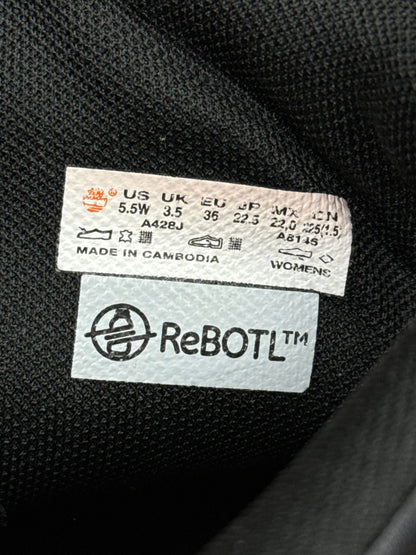 US UK EU JP MX CN
5.5W 3.5 36 22.5 22.0 225/1.5
A428J A814S
MADE IN CAMBODIA WOMENS
ReBOTL™